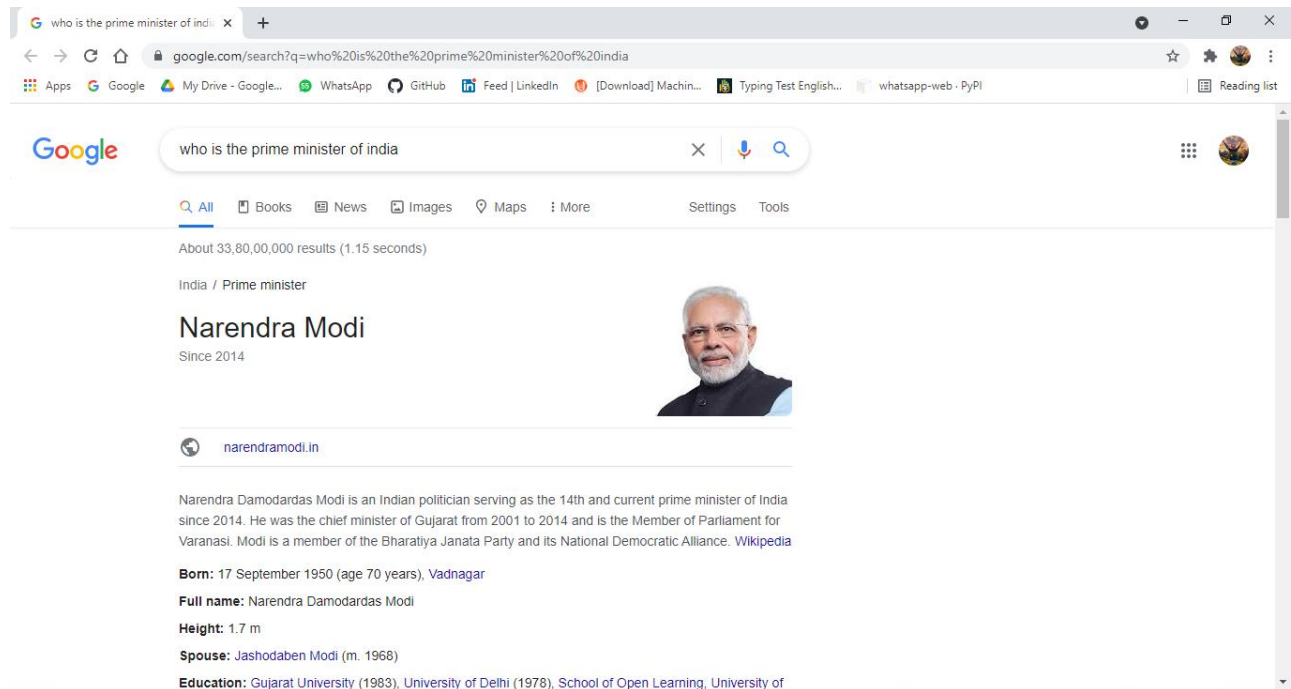 who is the prime minister of indi
google.com/search?q=who%20is%20the%20prime%20minister%20of%20india
Apps Google My Drive - Google... WhatsApp GitHub Feed | LinkedIn [Download] Machin... Typing Test English... whatsapp-web · PyPI Reading list
Google who is the prime minister of india
All Books News Images Maps More Settings Tools
About 33,80,00,000 results (1.15 seconds)
India / Prime minister
Narendra Modi
Since 2014
narendramodi.in
Narendra Damodardas Modi is an Indian politician serving as the 14th and current prime minister of India
since 2014. He was the chief minister of Gujarat from 2001 to 2014 and is the Member of Parliament for
Varanasi. Modi is a member of the Bharatiya Janata Party and its National Democratic Alliance. Wikipedia
Born: 17 September 1950 (age 70 years), Vadnagar
Full name: Narendra Damodardas Modi
Height: 1.7 m
Spouse: Jashodaben Modi (m. 1968)
Education: Gujarat University (1983), University of Delhi (1978), School of Open Learning, University of